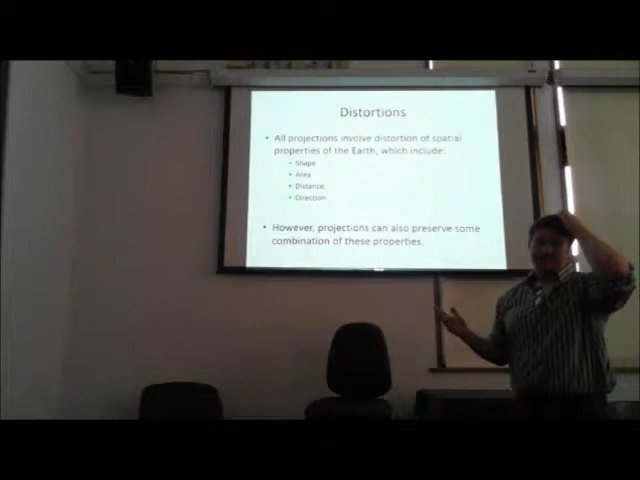 Distortions
• All projections involve distortion of spatial
properties of the Earth, which include:
• Shape
• Area
• Distance
• Direction
• However, projections can also preserve some
combination of these properties.